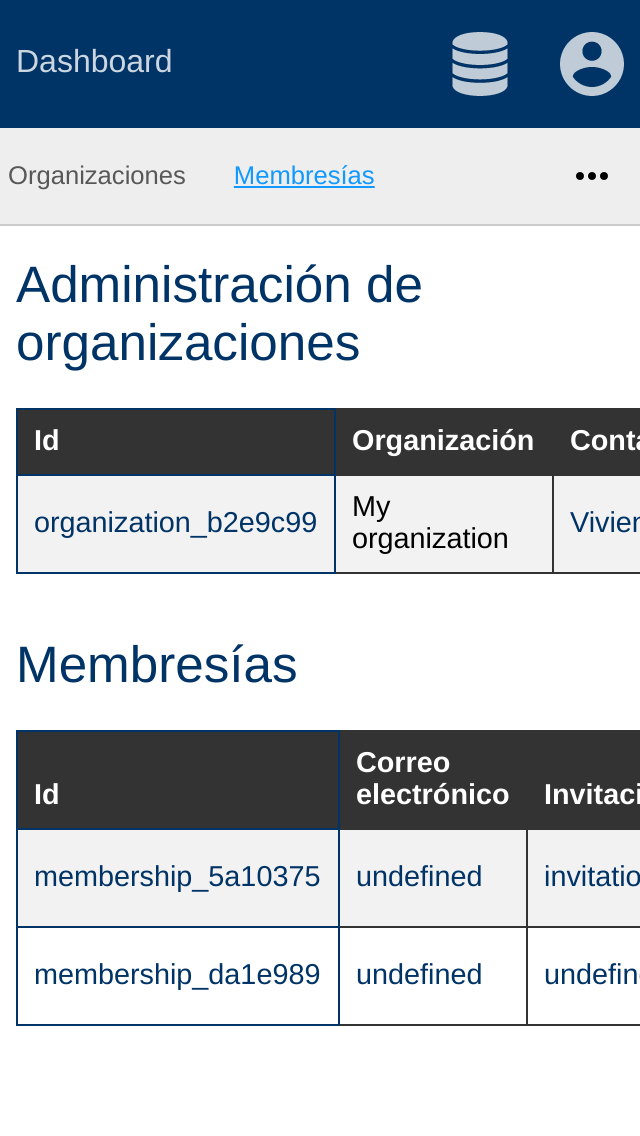 Dashboard
Organizaciones Membresías
Administración de
organizaciones
Id Organización Conta
organization_b2e9c99 My organization Vivien
Membresías
Id Correo electrónico Invitaci
membership_5a10375 undefined invitatio
membership_da1e989 undefined undefin